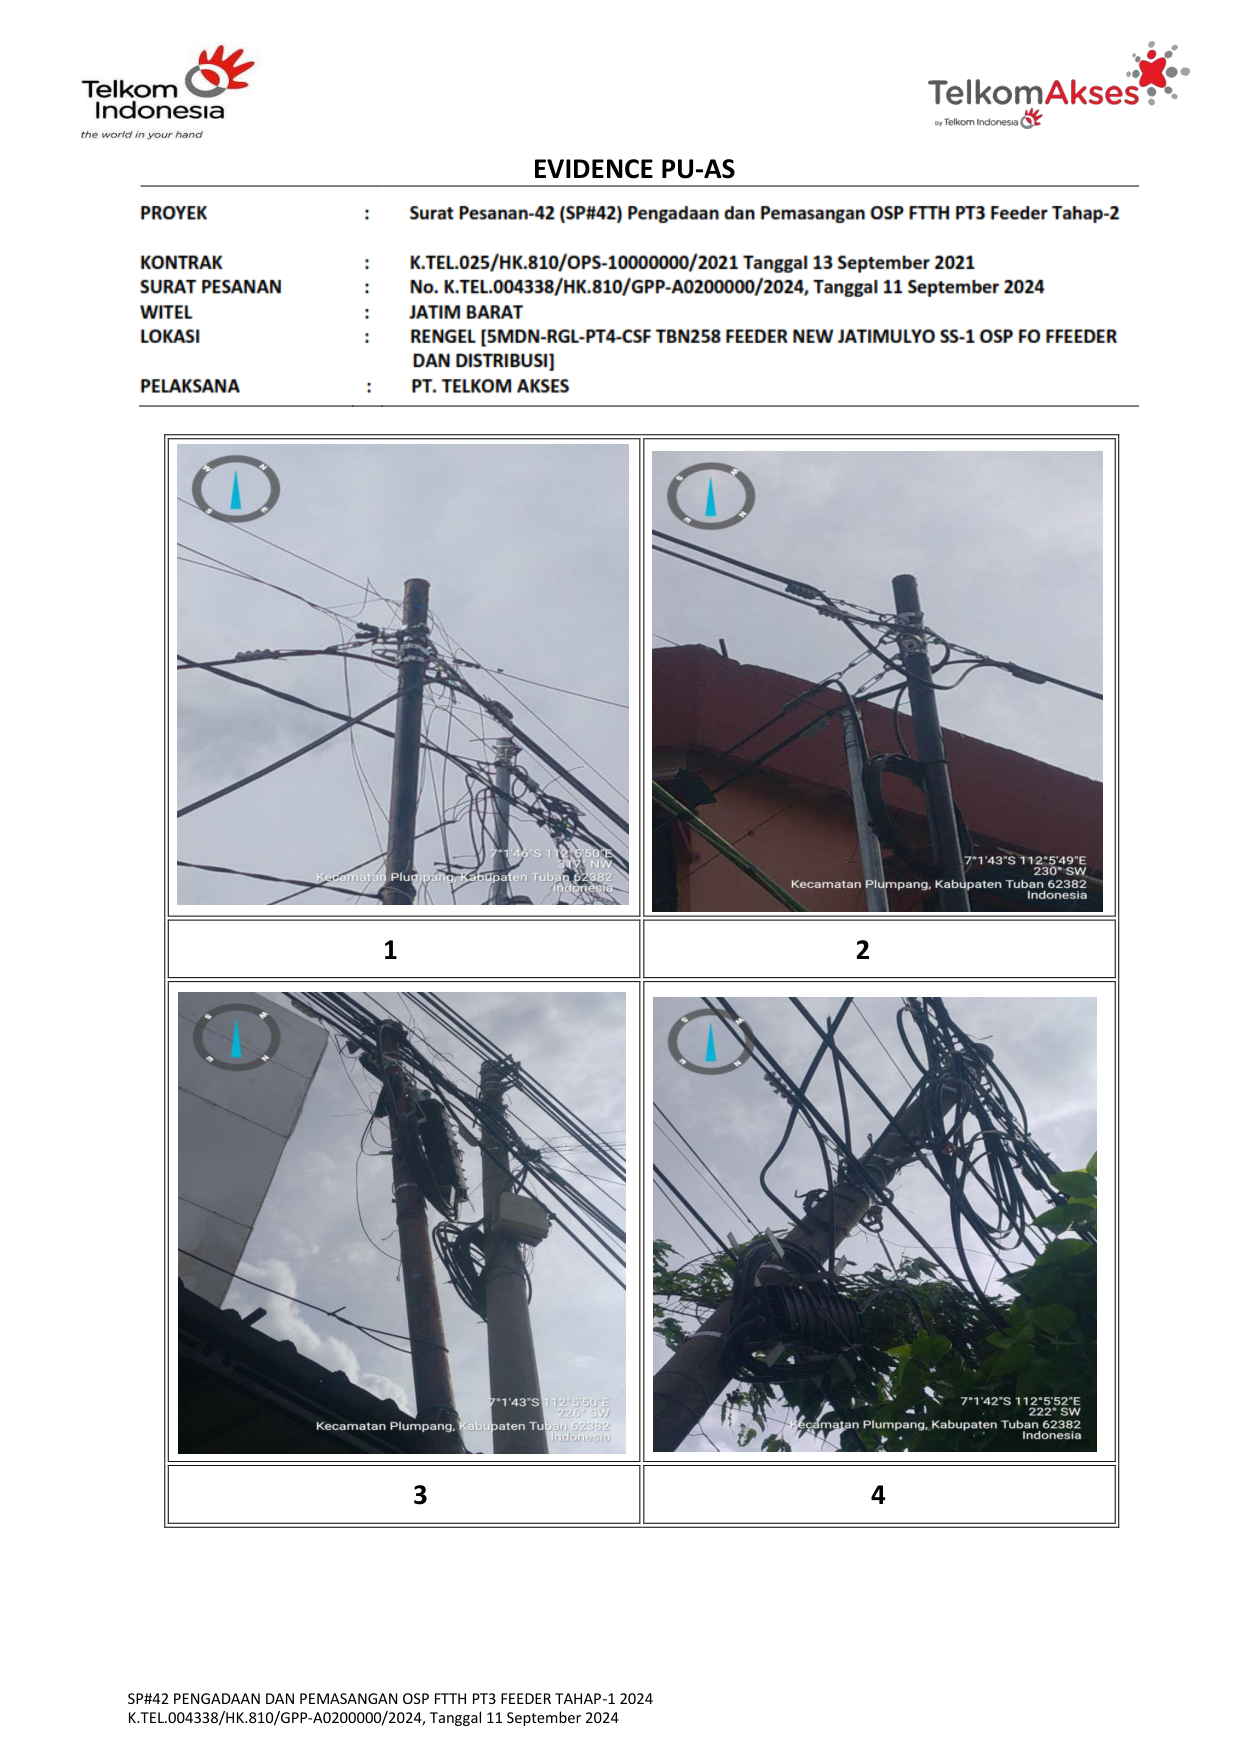 Telkom
Indonesia
the world in your hand
TelkomAkses
by Telkom Indonesia
EVIDENCE PU-AS
PROYEK : Surat Pesanan-42 (SP#42) Pengadaan dan Pemasangan OSP FTTH PT3 Feeder Tahap-2
KONTRAK : K.TEL.025/HK.810/OPS-10000000/2021 Tanggal 13 September 2021
SURAT PESANAN : No. K.TEL.004338/HK.810/GPP-A0200000/2024, Tanggal 11 September 2024
WITEL : JATIM BARAT
LOKASI : RENGEL [5MDN-RGL-PT4-CSF TBN258 FEEDER NEW JATIMULYO SS-1 OSP FO FFEEDER
DAN DISTRIBUSI]
PELAKSANA : PT. TELKOM AKSES
7°1'46"S 112°5'50"E
317° NW
Kecamatan Plumpang, Kabupaten Tuban 62382
Indonesia
7°1'43"S 112°5'49"E
230° SW
Kecamatan Plumpang, Kabupaten Tuban 62382
Indonesia
1
2
7°1'43"S 112°5'50"E
226° SW
Kecamatan Plumpang, Kabupaten Tuban 62382
Indonesia
7°1'42"S 112°5'52"E
222° SW
Kecamatan Plumpang, Kabupaten Tuban 62382
Indonesia
3
4
SP#42 PENGADAAN DAN PEMASANGAN OSP FTTH PT3 FEEDER TAHAP-1 2024
K.TEL.004338/HK.810/GPP-A0200000/2024, Tanggal 11 September 2024